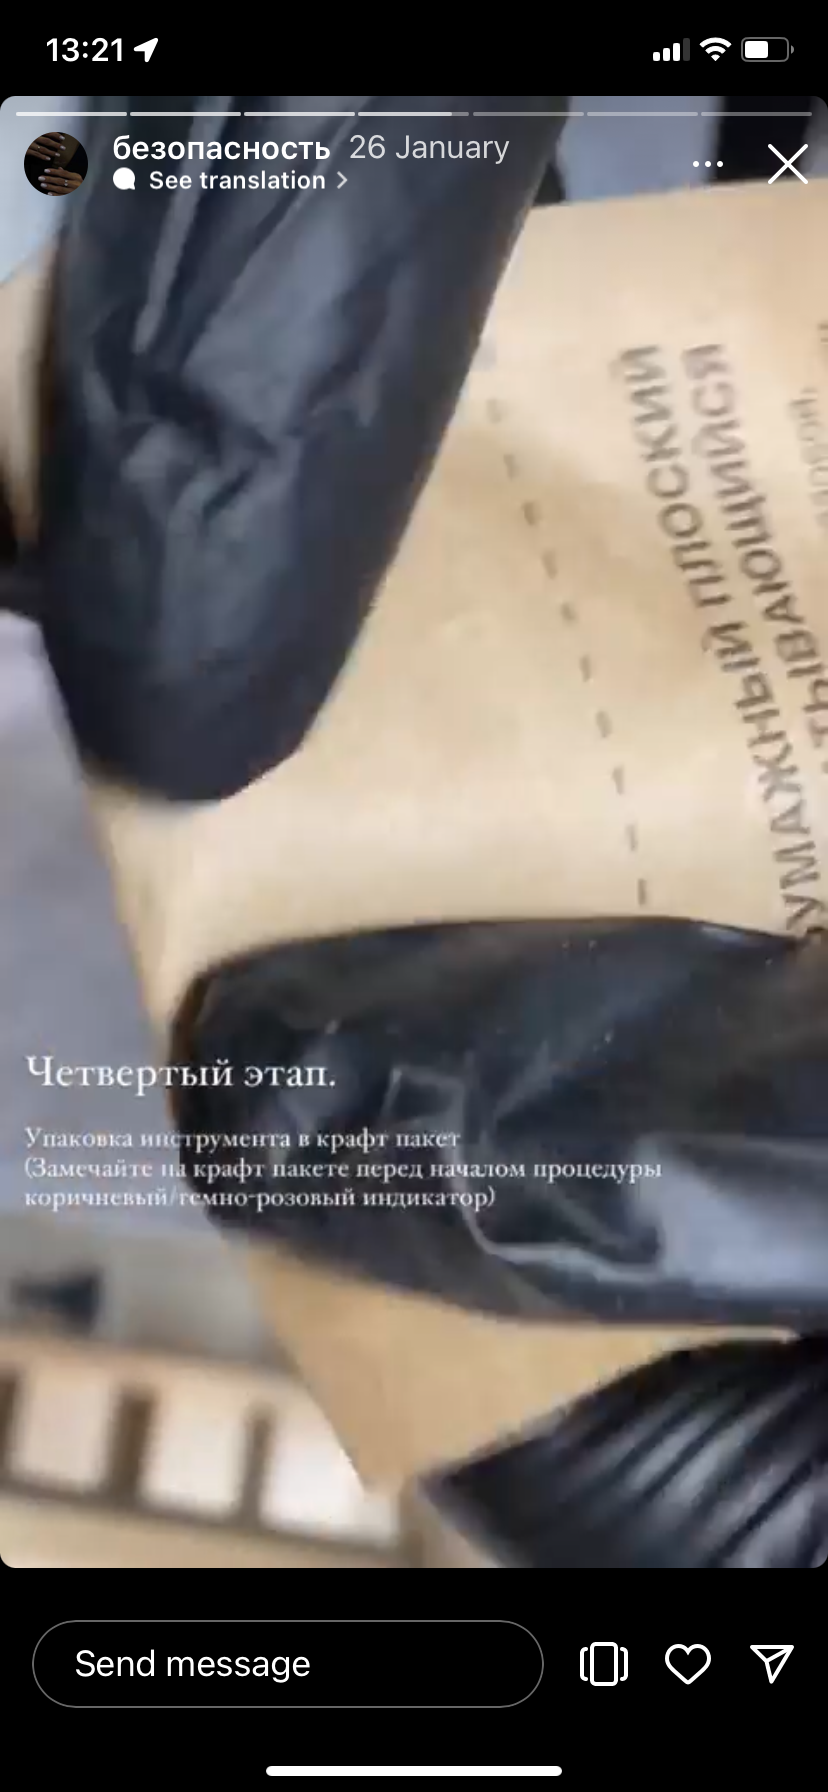 13:21
безопасность 26 January
See translation
БУМАЖНЫЙ ПЛОСКИЙ
Четвертый этап.
Упаковка инструмента в крафт пакет
(Замечайте на крафт пакете перед началом процедуры
коричневый/темно-розовый индикатор)
Send message